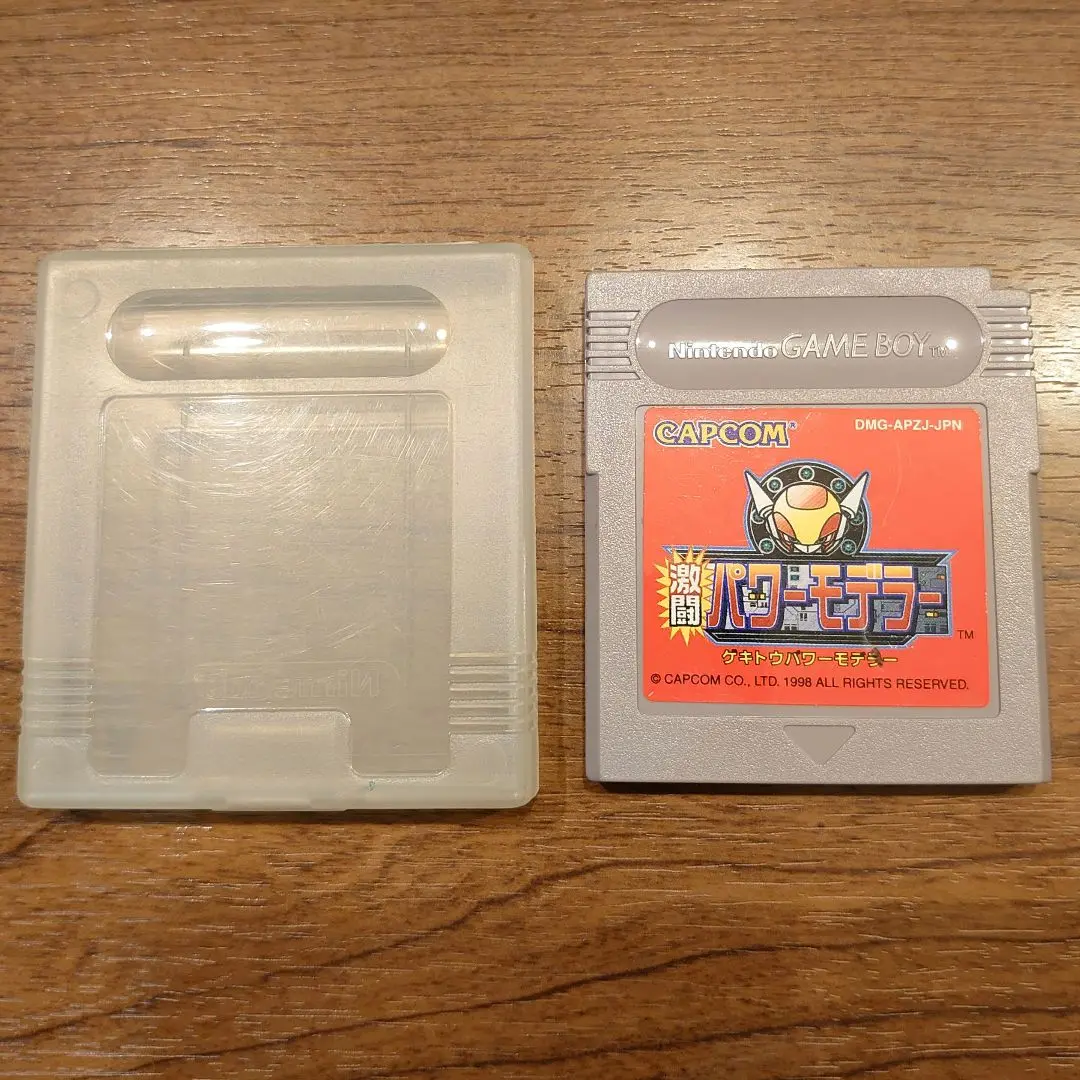 Nintendo GAME BOY TM
CAPCOM®
DMG-APZJ-JPN
激闘
パワーモデラー TM
ゲキトウパワーモデラー
© CAPCOM CO., LTD. 1998 ALL RIGHTS RESERVED.
Nintendo